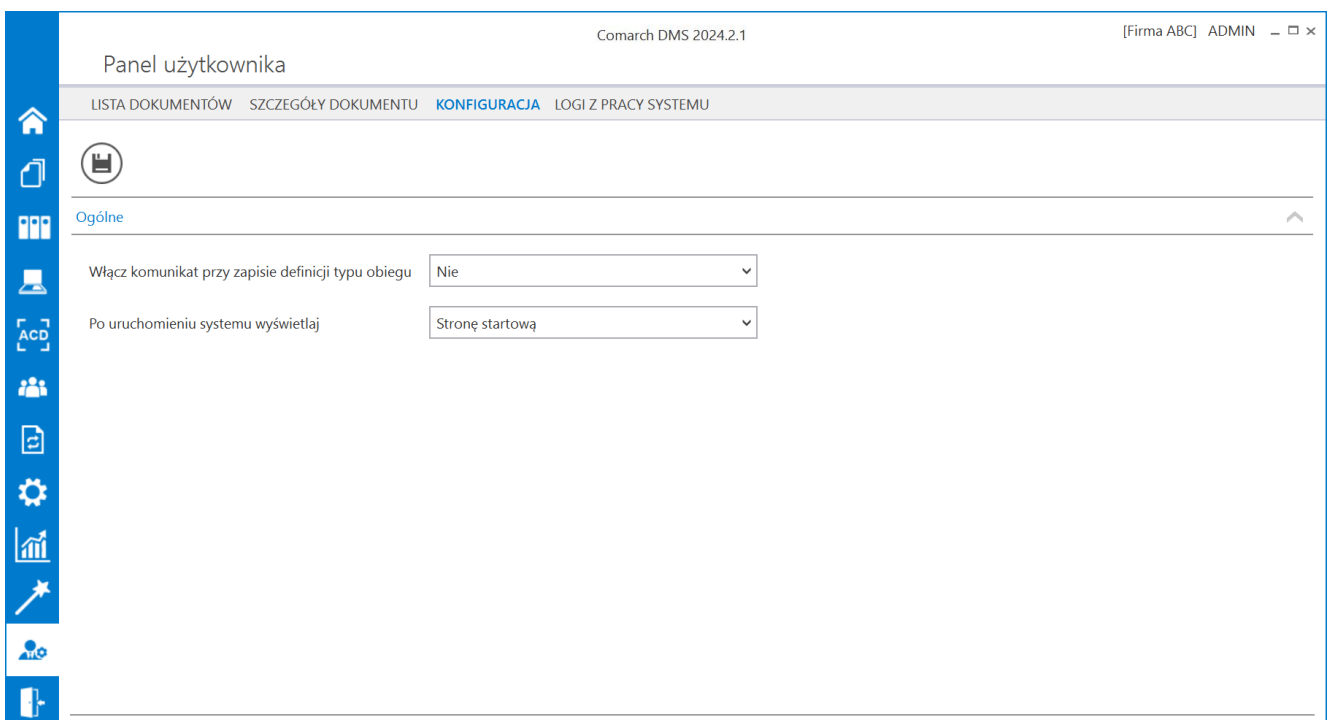 Comarch DMS 2024.2.1
[Firma ABC] ADMIN
Panel użytkownika
LISTA DOKUMENTÓW SZCZEGÓŁY DOKUMENTU KONFIGURACJA LOGI Z PRACY SYSTEMU
Ogólne
Włącz komunikat przy zapisie definicji typu obiegu Nie
Po uruchomieniu systemu wyświetlaj Stronę startową
ACD